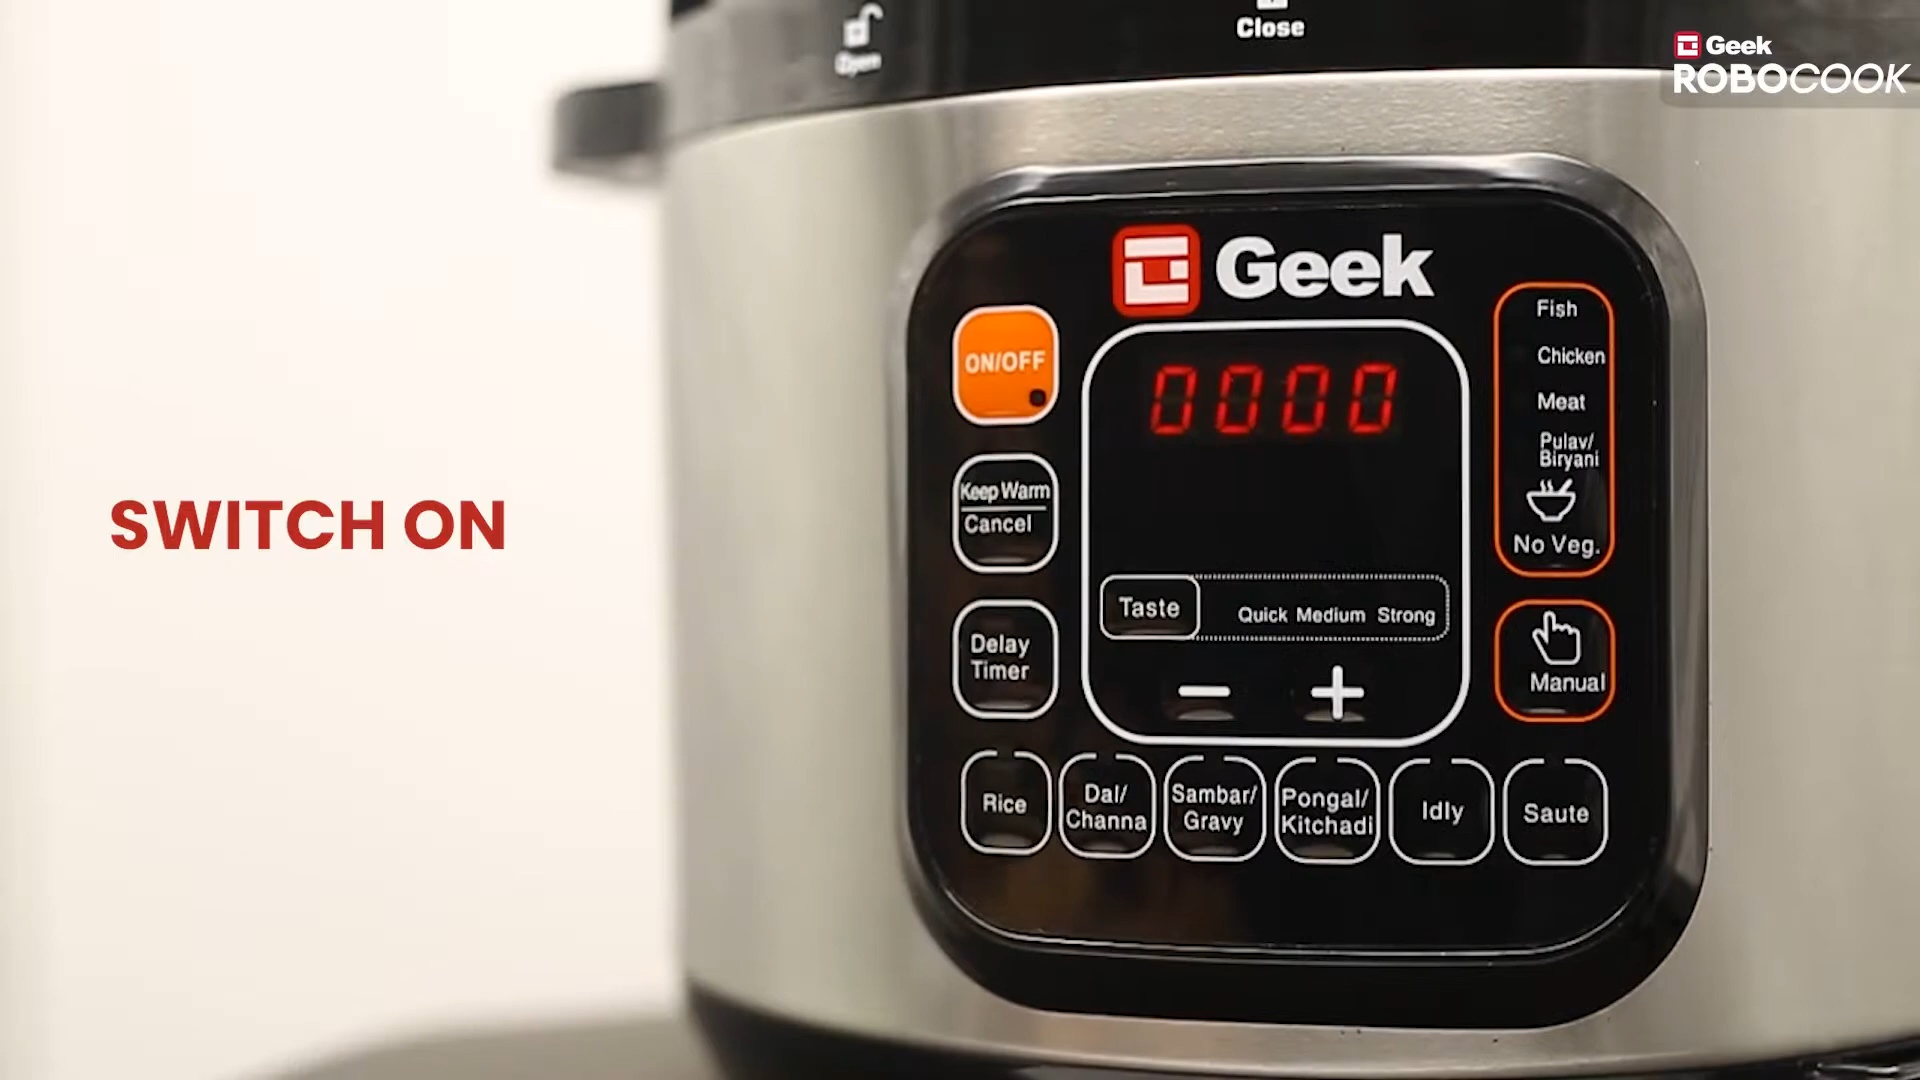 Open
Close
Geek
ROBOCOOK
SWITCH ON
Geek
ON/OFF
0000
Fish
Chicken
Meat
Pulav/
Biryani
No Veg.
Keep Warm
Cancel
Delay
Timer
Taste
Quick Medium Strong
- +
Manual
Rice
Dal/
Channa
Sambar/
Gravy
Pongal/
Kitchadi
Idly
Saute